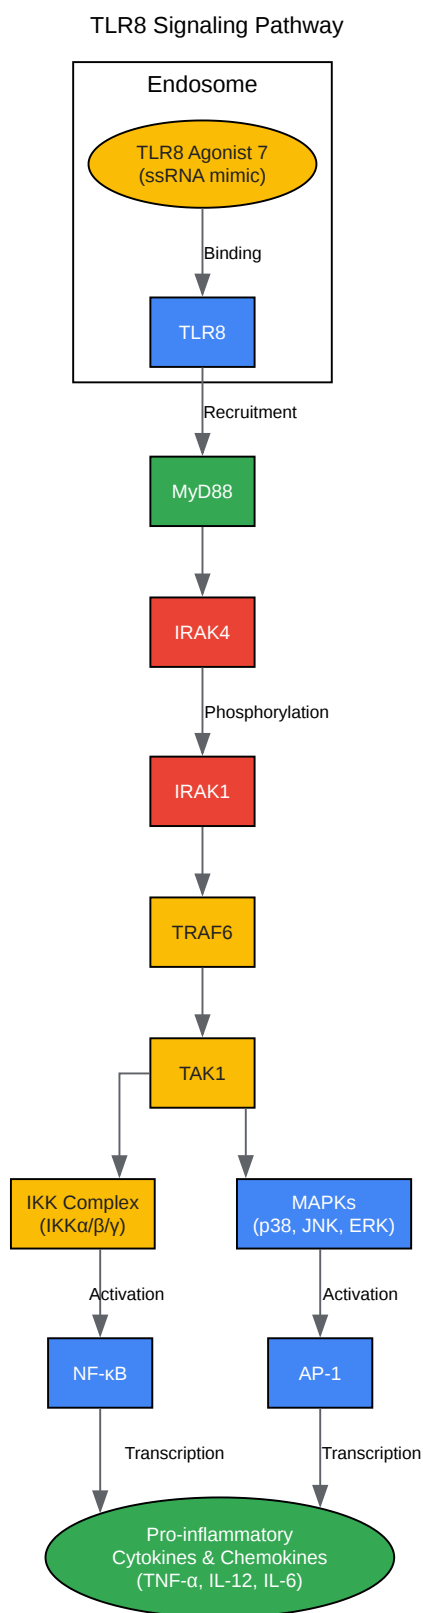 TLR8 Signaling Pathway
Endosome
TLR8 Agonist 7
(ssRNA mimic)
Binding
TLR8
Recruitment
MyD88
IRAK4
Phosphorylation
IRAK1
TRAF6
TAK1
IKK Complex
(IKKα/β/γ)
MAPKs
(p38, JNK, ERK)
Activation
Activation
NF-κB
AP-1
Transcription
Transcription
Pro-inflammatory
Cytokines & Chemokines
(TNF-α, IL-12, IL-6)